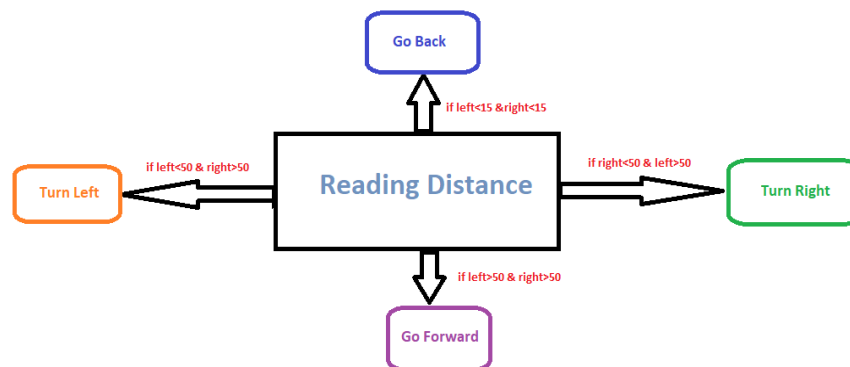 Go Back
if left<15 &right<15
if left<50 & right>50
if right<50 & left>50
Turn Left
Reading Distance
Turn Right
if left>50 & right>50
Go Forward